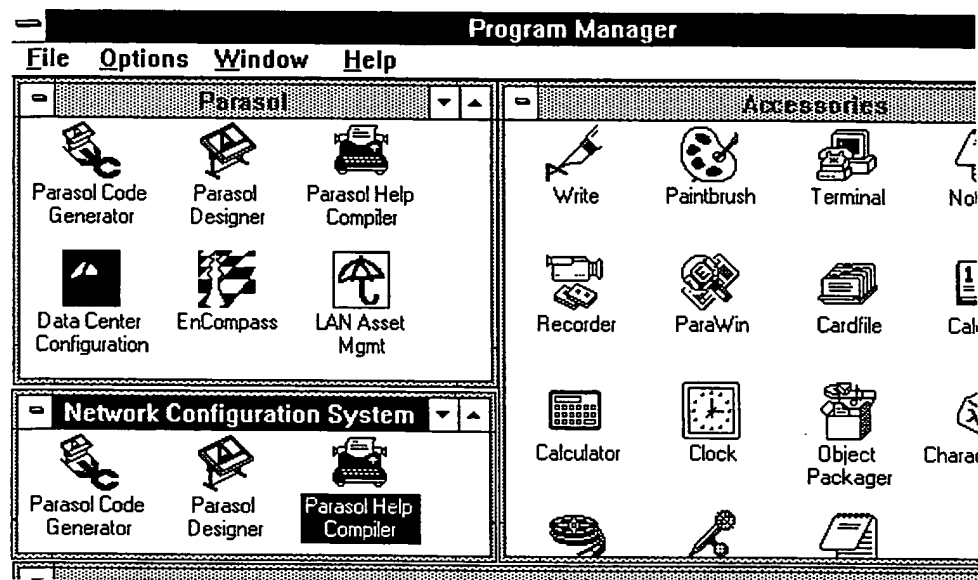 Program Manager
File Options Window Help
Parasol
Parasol Code
Generator
Parasol
Designer
Parasol Help
Compiler
Data Center
Configuration
EnCompass
LAN Asset
Mgmt
Network Configuration System
Parasol Code
Generator
Parasol
Designer
Parasol Help
Compiler
Accessories
Write
Paintbrush
Terminal
Recorder
ParaWin
Cardfile
Calculator
Clock
Object
Packager